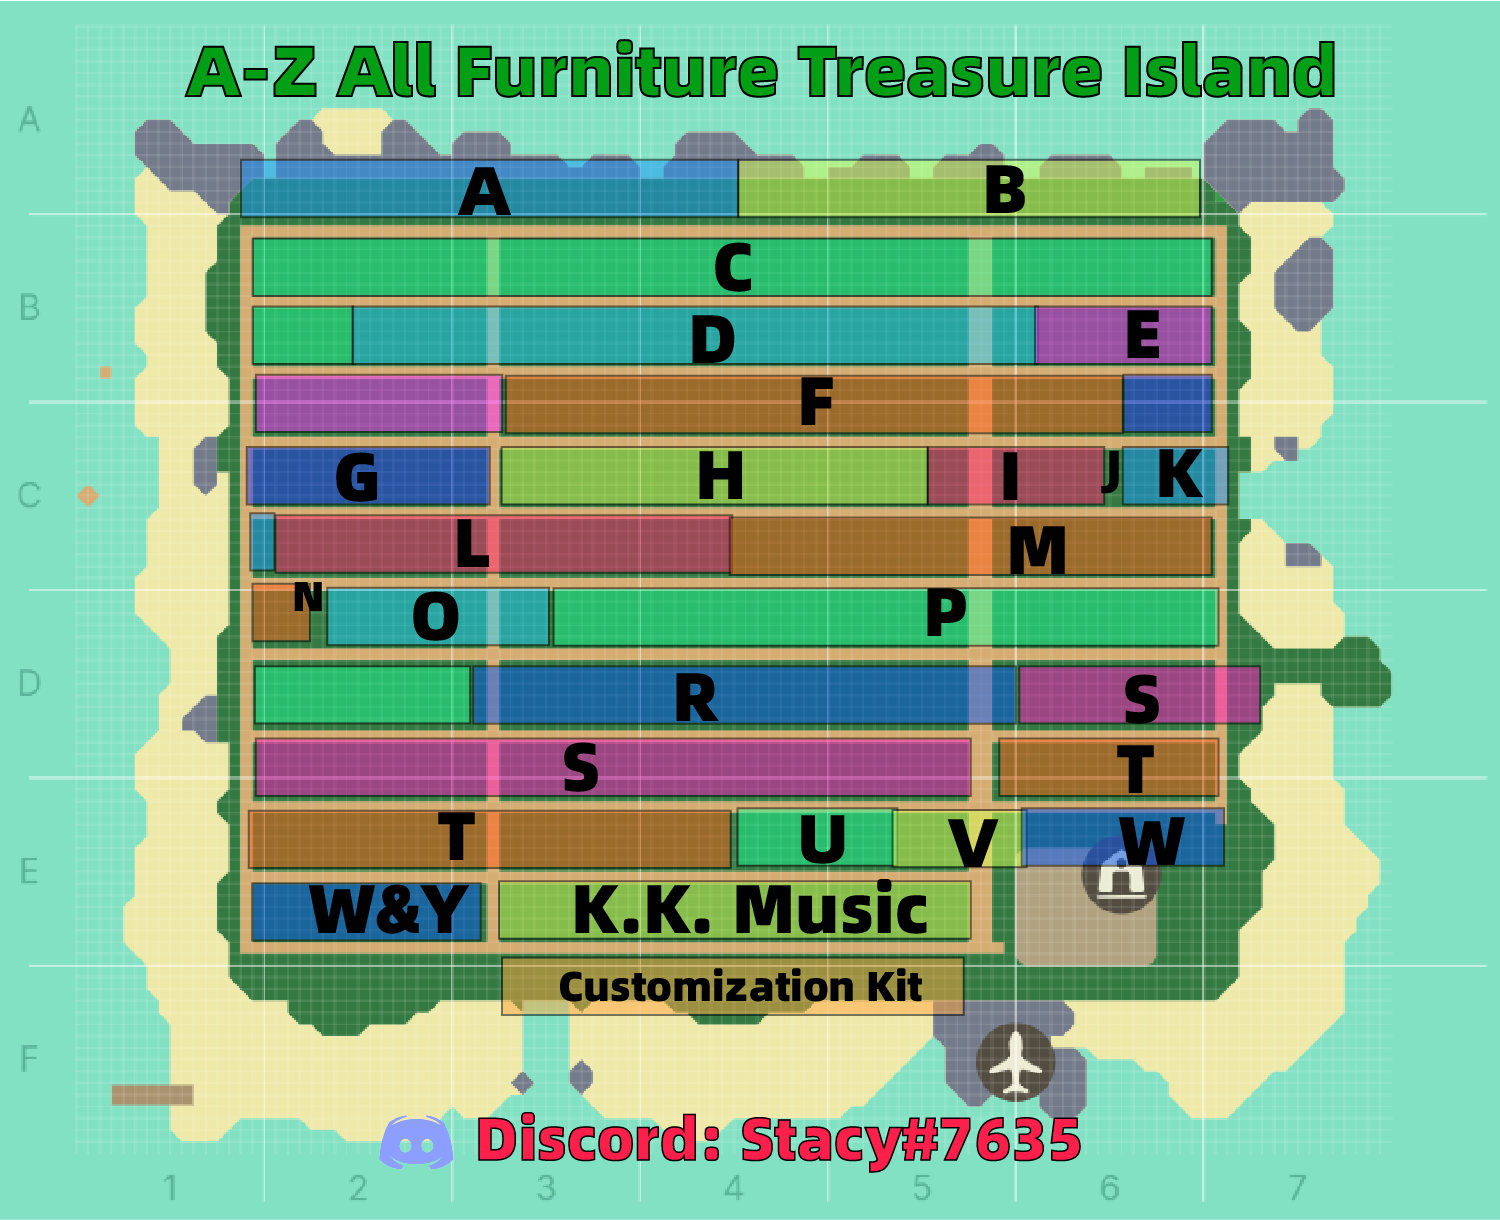 A-Z All Furniture Treasure Island
A
A B
C
B
D E
F
G H I J K
C
L M
N O P
D
R S
S T
T U V W
E
W&Y K.K. Music
Customization Kit
F
Discord: Stacy#7635
1 2 3 4 5 6 7